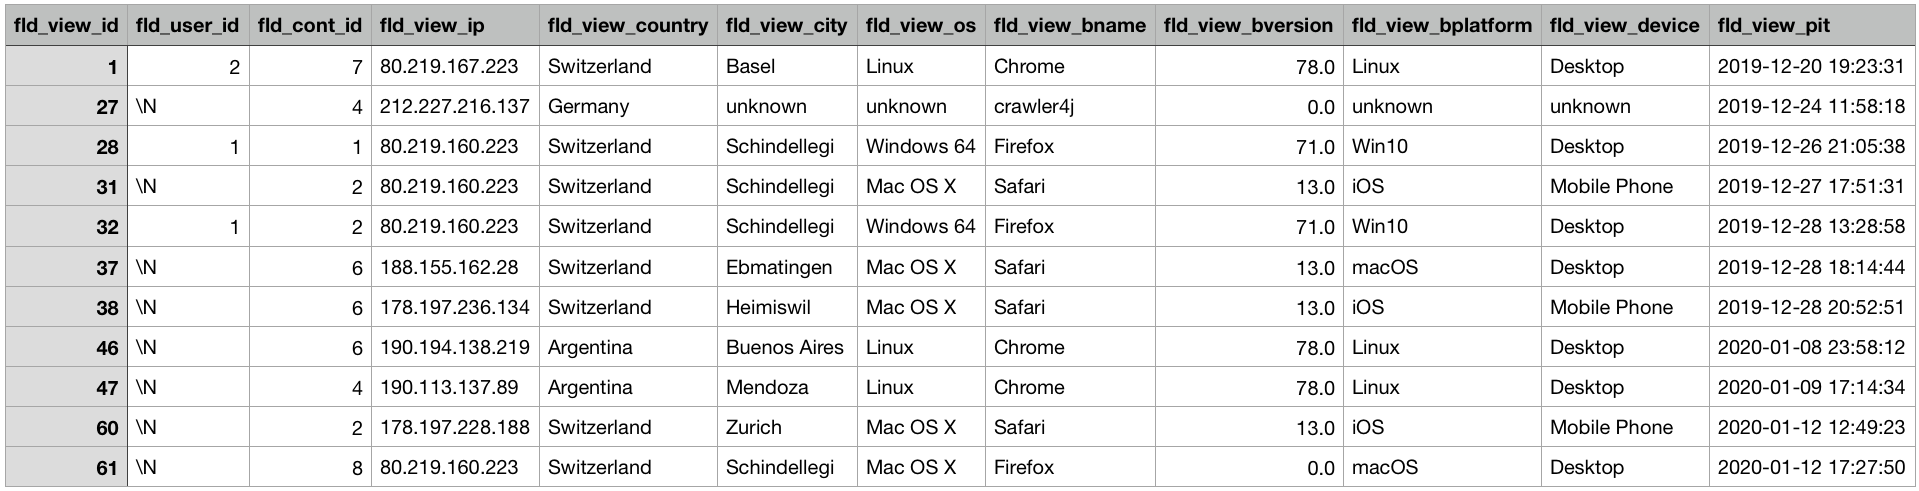 fld_view_id fld_user_id fld_cont_id fld_view_ip fld_view_country fld_view_city fld_view_os fld_view_bname fld_view_bversion fld_view_bplatform fld_view_device fld_view_pit
1 2 7 80.219.167.223 Switzerland Basel Linux Chrome 78.0 Linux Desktop 2019-12-20 19:23:31
27 \N 4 212.227.216.137 Germany unknown unknown crawler4j 0.0 unknown unknown 2019-12-24 11:58:18
28 1 1 80.219.160.223 Switzerland Schindellegi Windows 64 Firefox 71.0 Win10 Desktop 2019-12-26 21:05:38
31 \N 2 80.219.160.223 Switzerland Schindellegi Mac OS X Safari 13.0 iOS Mobile Phone 2019-12-27 17:51:31
32 1 2 80.219.160.223 Switzerland Schindellegi Windows 64 Firefox 71.0 Win10 Desktop 2019-12-28 13:28:58
37 \N 6 188.155.162.28 Switzerland Ebmatingen Mac OS X Safari 13.0 macOS Desktop 2019-12-28 18:14:44
38 \N 6 178.197.236.134 Switzerland Heimiswil Mac OS X Safari 13.0 iOS Mobile Phone 2019-12-28 20:52:51
46 \N 6 190.194.138.219 Argentina Buenos Aires Linux Chrome 78.0 Linux Desktop 2020-01-08 23:58:12
47 \N 4 190.113.137.89 Argentina Mendoza Linux Chrome 78.0 Linux Desktop 2020-01-09 17:14:34
60 \N 2 178.197.228.188 Switzerland Zurich Mac OS X Safari 13.0 iOS Mobile Phone 2020-01-12 12:49:23
61 \N 8 80.219.160.223 Switzerland Schindellegi Mac OS X Firefox 0.0 macOS Desktop 2020-01-12 17:27:50